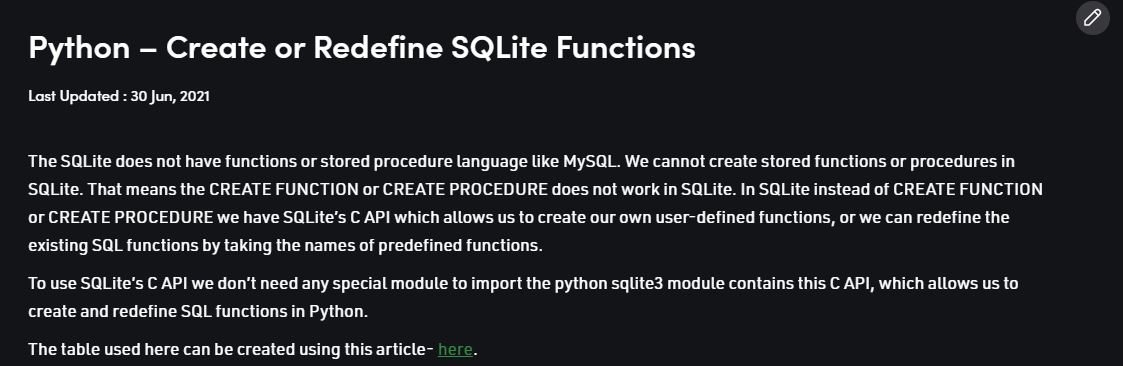 Python – Create or Redefine SQLite Functions
Last Updated : 30 Jun, 2021
The SQLite does not have functions or stored procedure language like MySQL. We cannot create stored functions or procedures in
SQLite. That means the CREATE FUNCTION or CREATE PROCEDURE does not work in SQLite. In SQLite instead of CREATE FUNCTION
or CREATE PROCEDURE we have SQLite's C API which allows us to create our own user-defined functions, or we can redefine the
existing SQL functions by taking the names of predefined functions.
To use SQLite's C API we don't need any special module to import the python sqlite3 module contains this C API, which allows us to
create and redefine SQL functions in Python.
The table used here can be created using this article- here.